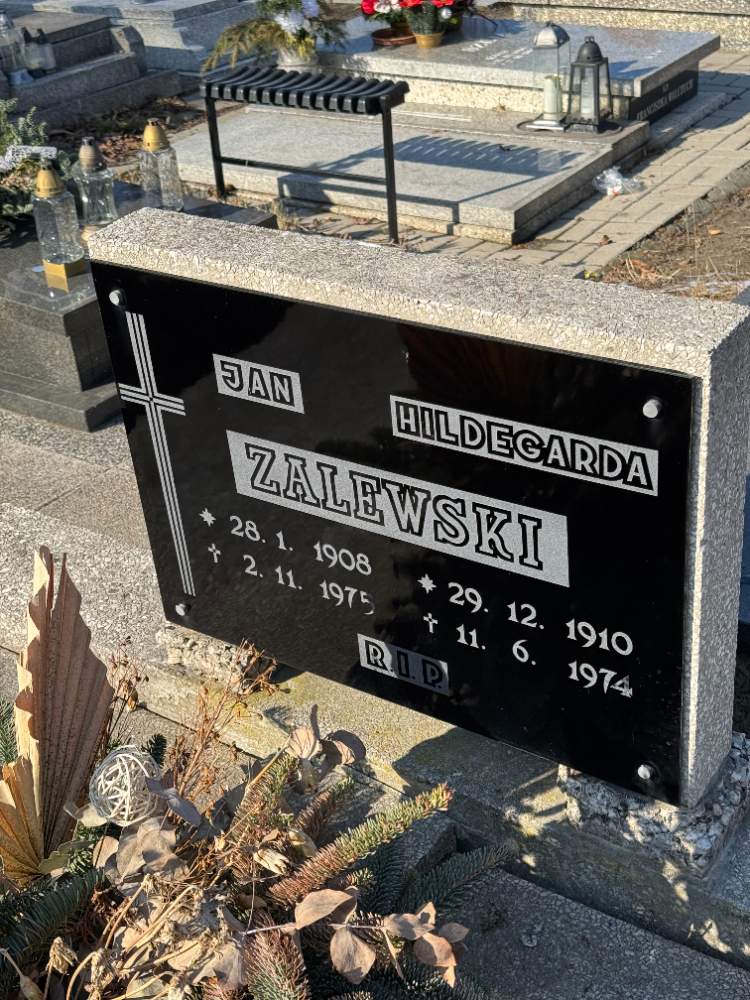 JAN
HILDEGARDA
ZALEWSKI
* 28. 1. 1908
† 2. 11. 1975
* 29. 12. 1910
† 11. 6. 1974
R.I.P.